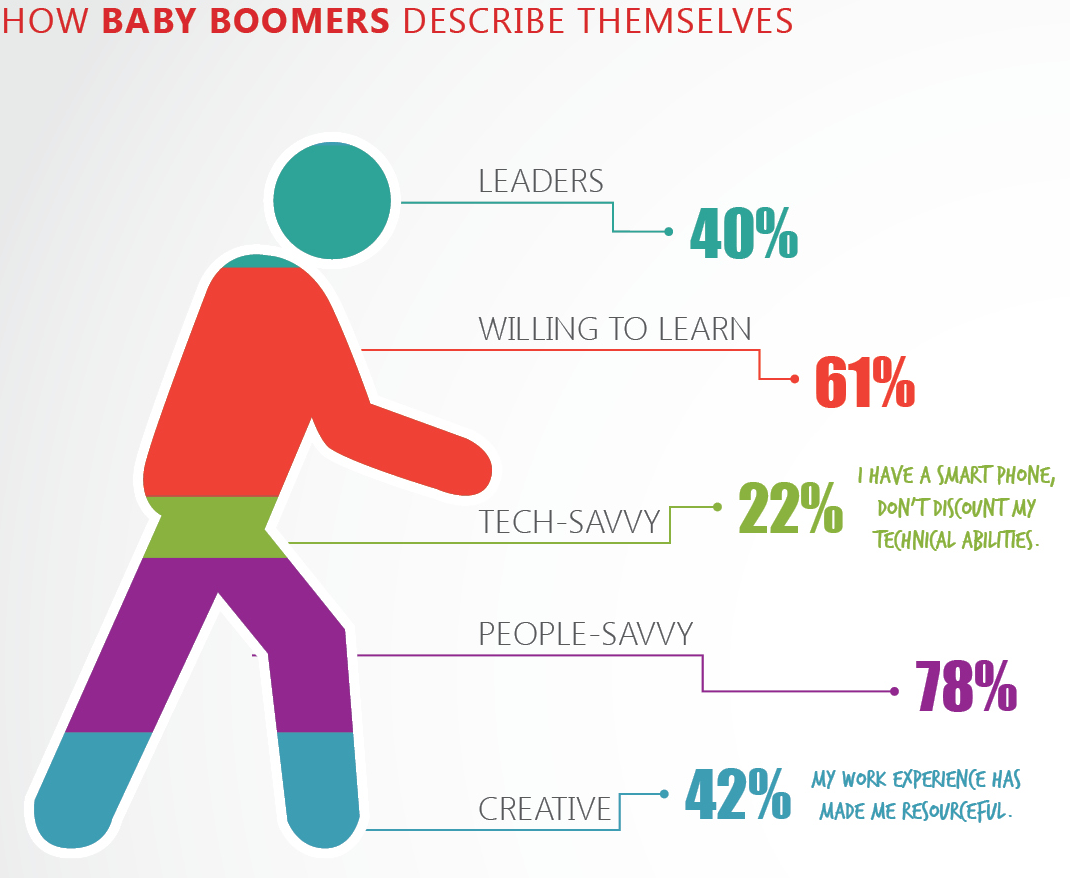 HOW BABY BOOMERS DESCRIBE THEMSELVES
LEADERS
40%
WILLING TO LEARN
61%
TECH-SAVVY
22%
I HAVE A SMART PHONE,
DON'T DISCOUNT MY
TECHNICAL ABILITIES.
PEOPLE-SAVVY
78%
CREATIVE
42%
MY WORK EXPERIENCE HAS
MADE ME RESOURCEFUL.